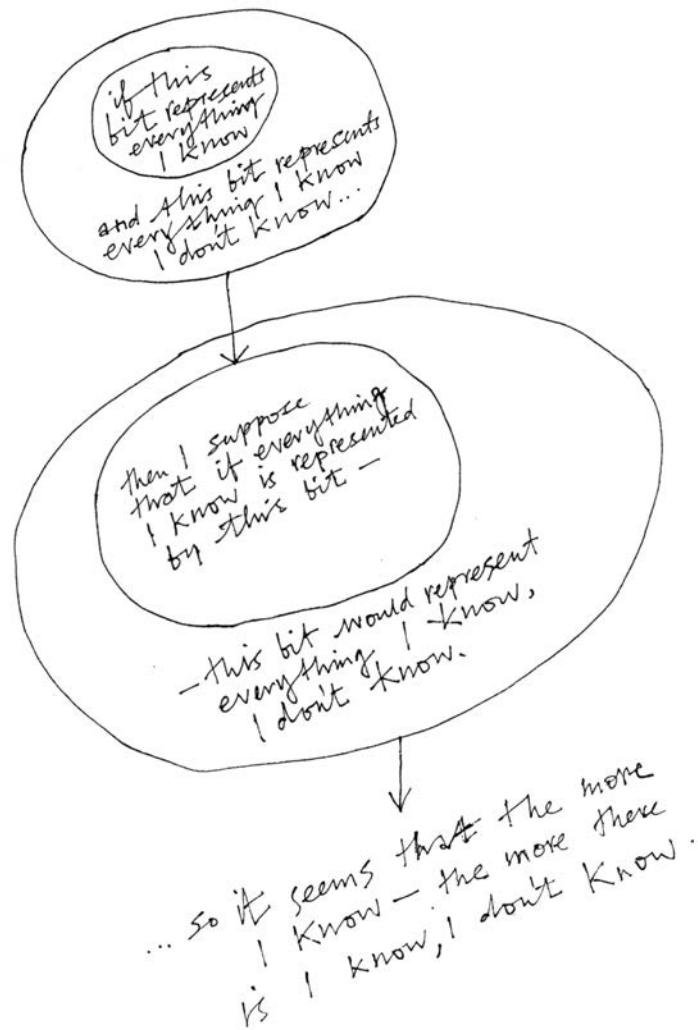 if this
bit represents
everything
I know
and this bit represents
everything I know
I don't know...
then I suppose
that if everything
I know is represented
by this bit —
— this bit would represent
everything I know,
I don't know.
... so it seems that the more
I know — the more there
is I know, I don't know.